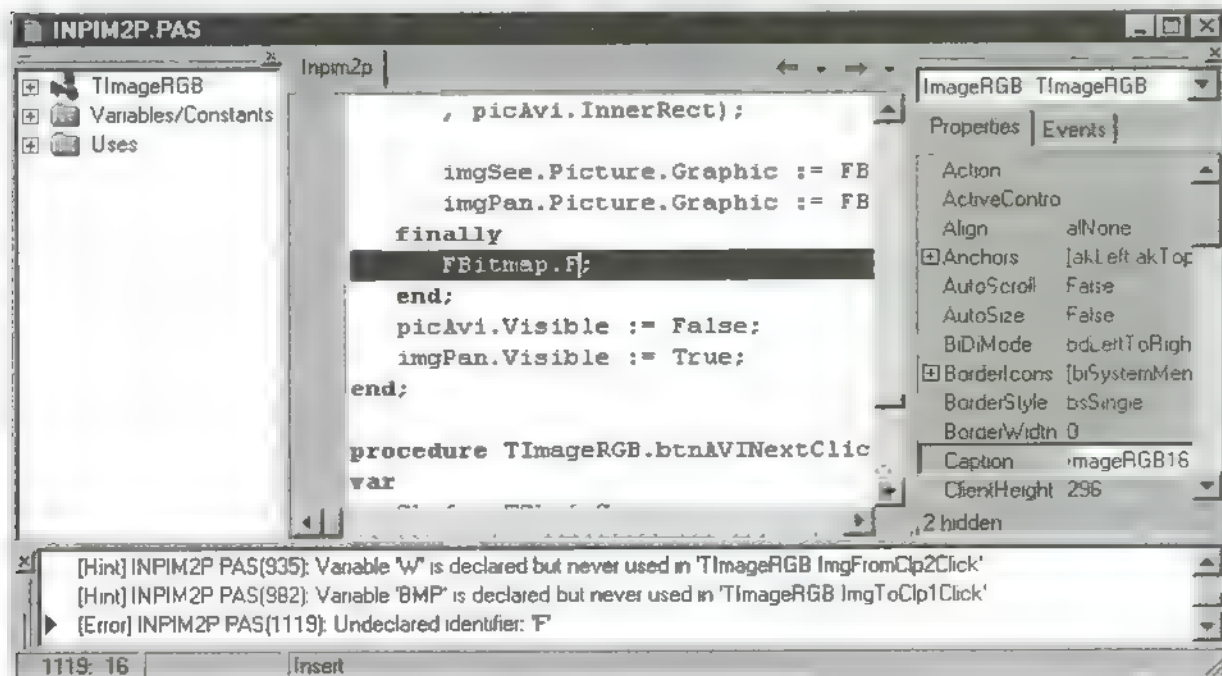 INPIM2P.PAS
TImageRGB
Variables/Constants
Uses
Inpim2p
, picAvi.InnerRect);
imgSee.Picture.Graphic := FB
imgPan.Picture.Graphic := FB
finally
FBitmap.F;
end;
picAvi.Visible := False;
imgPan.Visible := True;
end;
procedure TImageRGB.btnAVINextClic
var
ImageRGB TImageRGB
Properties Events
Action
ActiveContro
Align alNone
Anchors [akLeft akTop
AutoScroll False
AutoSize False
BiDiMode bdLeftToRigh
BorderIcons [biSystemMen
BorderStyle bsSingle
BorderWidth 0
Caption mageRGB16
ClientHeight 296
2 hidden
[Hint] INPIM2P PAS(935): Variable 'W' is declared but never used in 'TImageRGB ImgFromClp2Click'
[Hint] INPIM2P PAS(982): Variable 'BMP' is declared but never used in 'TImageRGB ImgToClp1Click'
[Error] INPIM2P PAS(1119): Undeclared identifier: 'F'
1119: 16 Insert